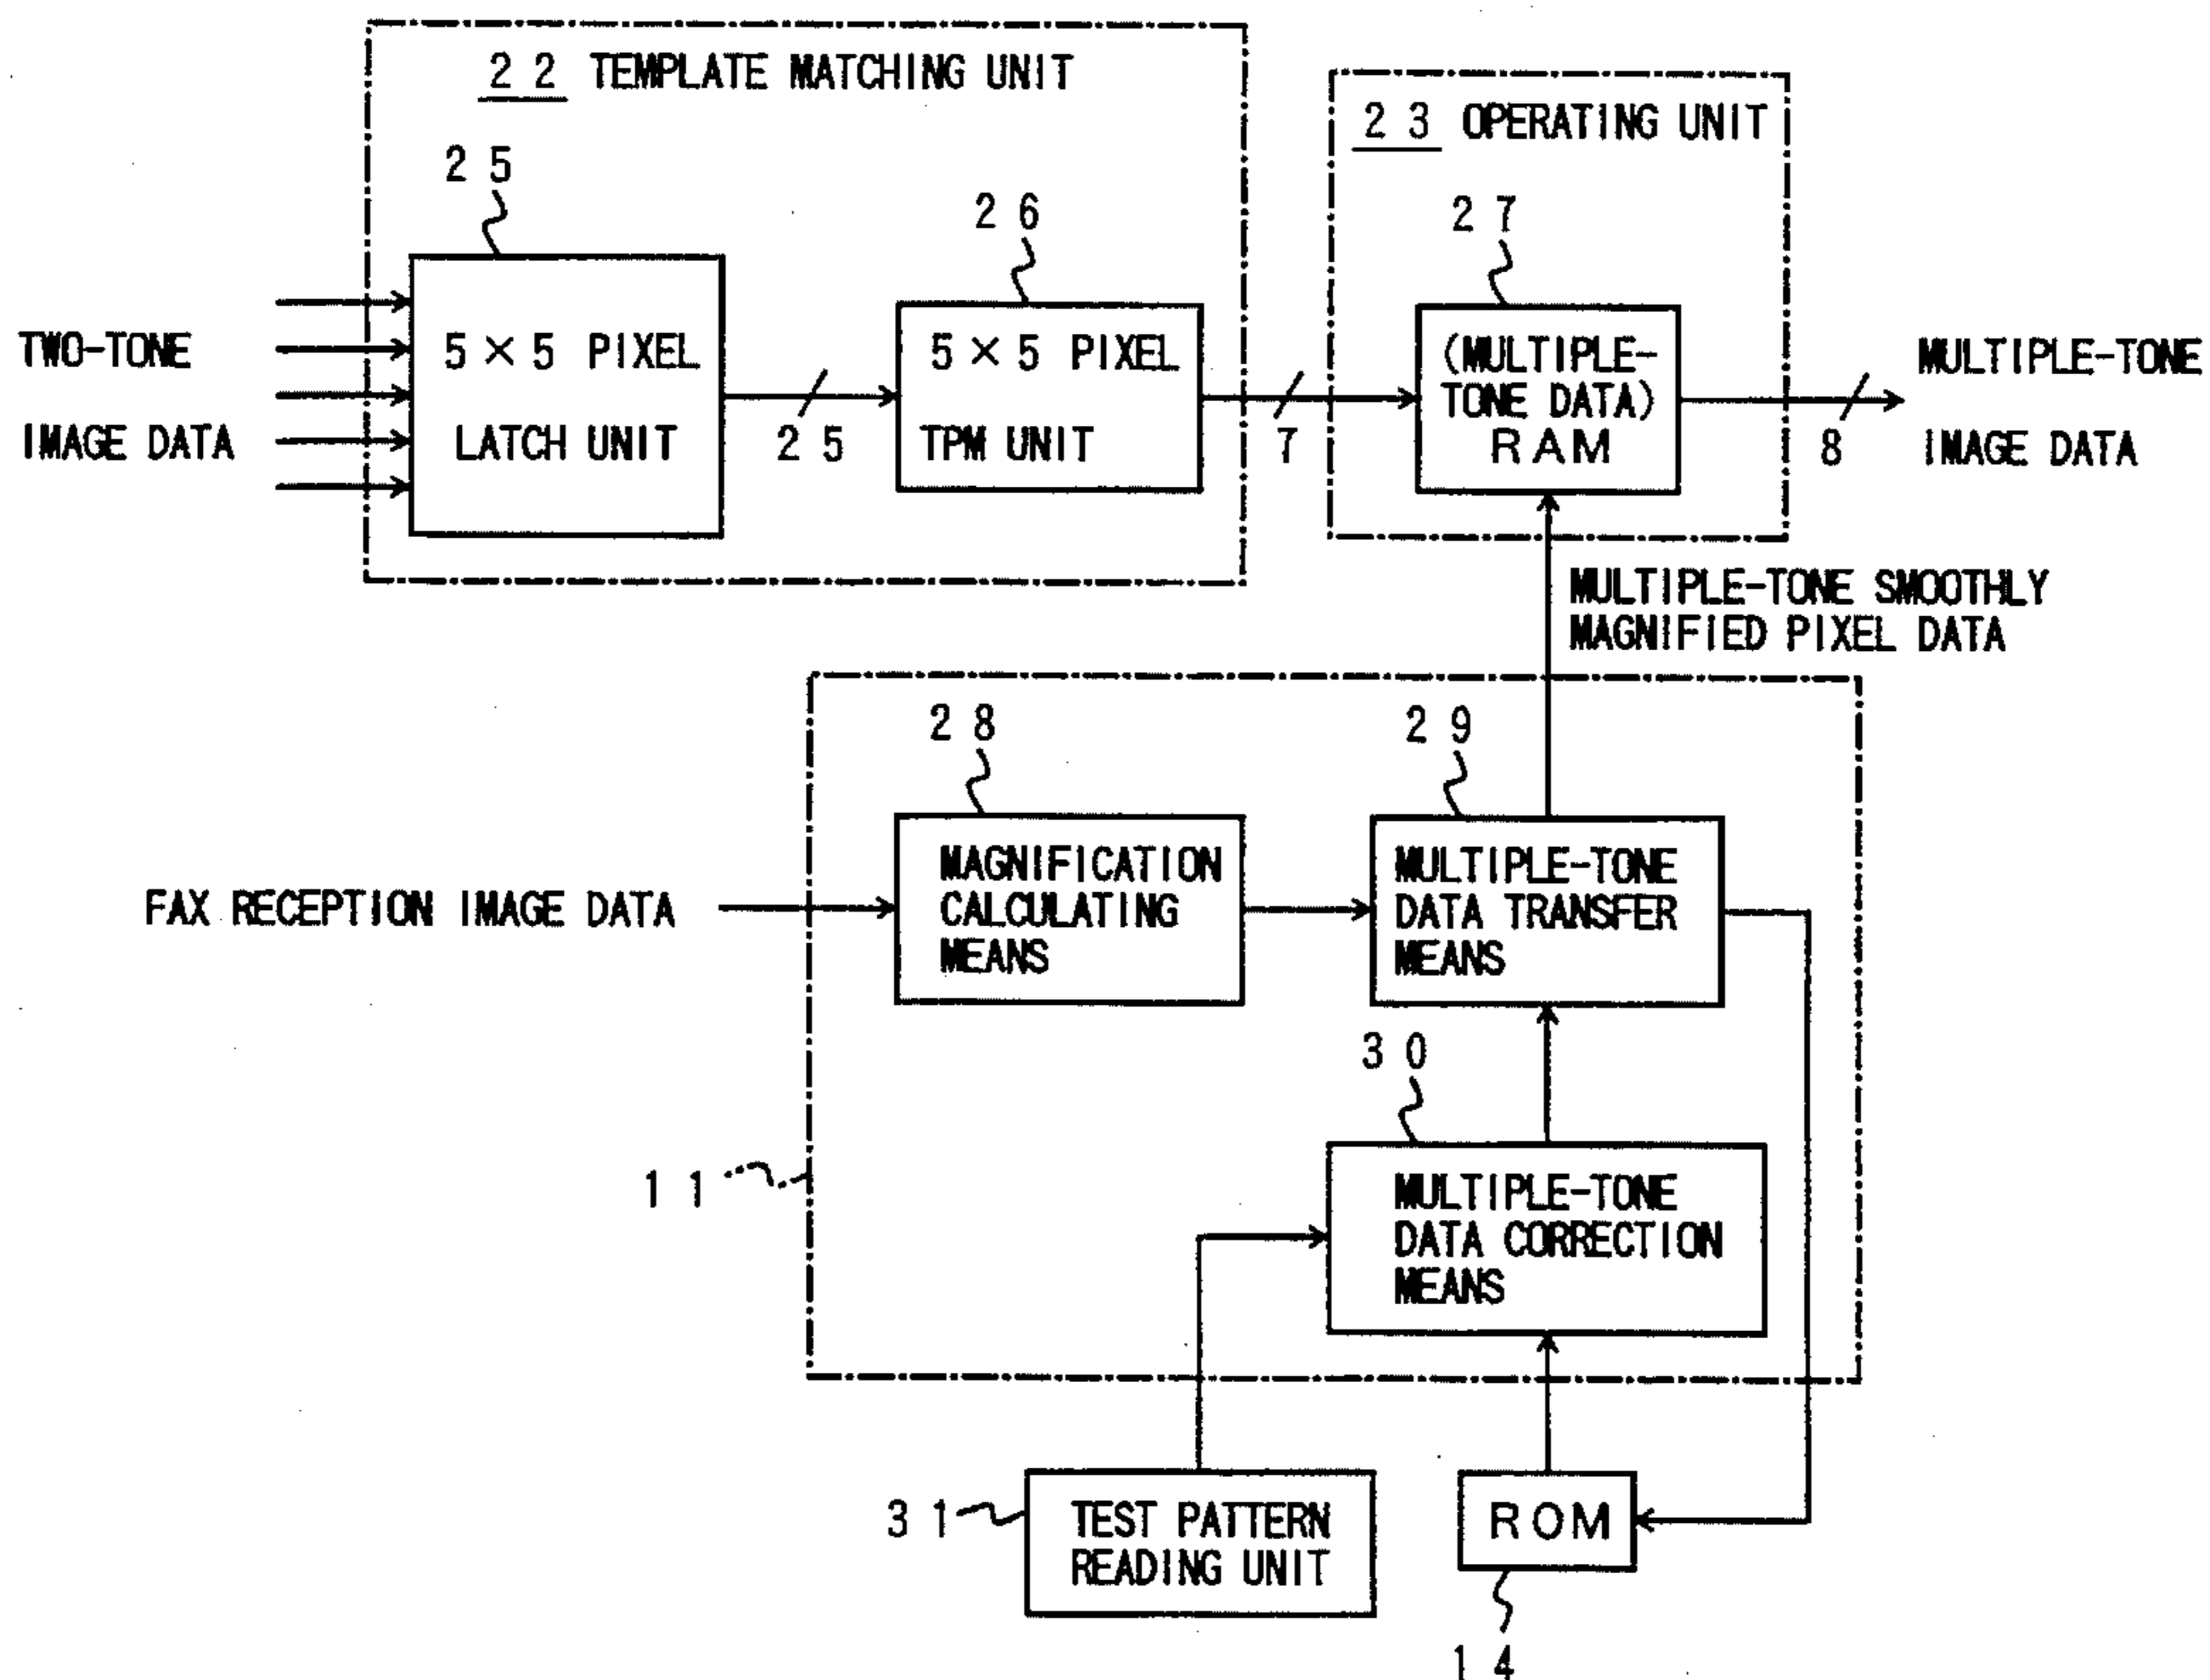 22 TEMPLATE MATCHING UNIT
23 OPERATING UNIT
25
26
27
TWO-TONE
IMAGE DATA
5×5 PIXEL
LATCH UNIT
25
5×5 PIXEL
TPM UNIT
7
(MULTIPLE-
TONE DATA)
RAM
8
MULTIPLE-TONE
IMAGE DATA
MULTIPLE-TONE SMOOTHLY
MAGNIFIED PIXEL DATA
28
29
FAX RECEPTION IMAGE DATA
MAGNIFICATION
CALCULATING
MEANS
MULTIPLE-TONE
DATA TRANSFER
MEANS
30
11
MULTIPLE-TONE
DATA CORRECTION
MEANS
31
TEST PATTERN
READING UNIT
ROM
14